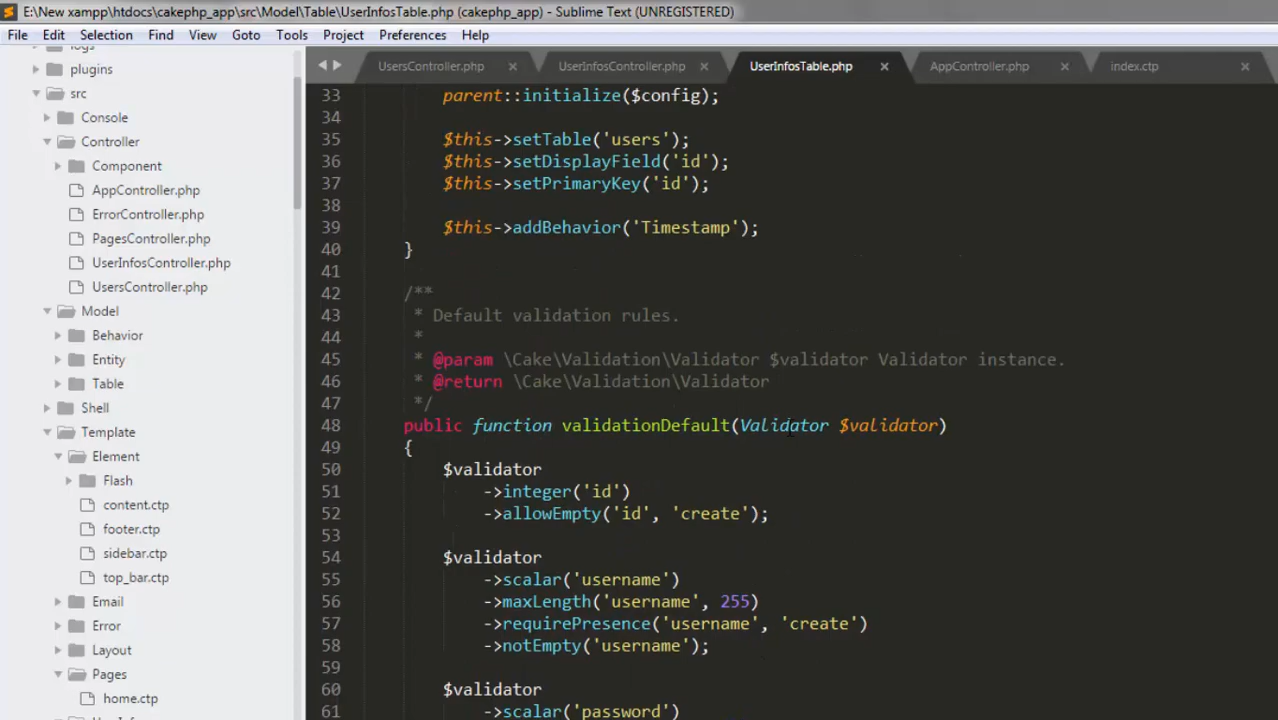 E:\New xampp\htdocs\cakephp_app\src\Model\Table\UserInfosTable.php (cakephp_app) - Sublime Text (UNREGISTERED)
File Edit Selection Find View Goto Tools Project Preferences Help
logs
plugins
src
Console
Controller
Component
AppController.php
ErrorController.php
PagesController.php
UserInfosController.php
UsersController.php
Model
Behavior
Entity
Table
Shell
Template
Element
Flash
content.ctp
footer.ctp
sidebar.ctp
top_bar.ctp
Email
Error
Layout
Pages
home.ctp
UsersController.php × UserInfosController.php × UserInfosTable.php × AppController.php × index.ctp ×
33 parent::initialize($config);
34
35 $this->setTable('users');
36 $this->setDisplayField('id');
37 $this->setPrimaryKey('id');
38
39 $this->addBehavior('Timestamp');
40 }
41
42 /**
43 * Default validation rules.
44 *
45 * @param \Cake\Validation\Validator $validator Validator instance.
46 * @return \Cake\Validation\Validator
47 */
48 public function validationDefault(Validator $validator)
49 {
50 $validator
51 ->integer('id')
52 ->allowEmpty('id', 'create');
53
54 $validator
55 ->scalar('username')
56 ->maxLength('username', 255)
57 ->requirePresence('username', 'create')
58 ->notEmpty('username');
59
60 $validator
61 ->scalar('password')